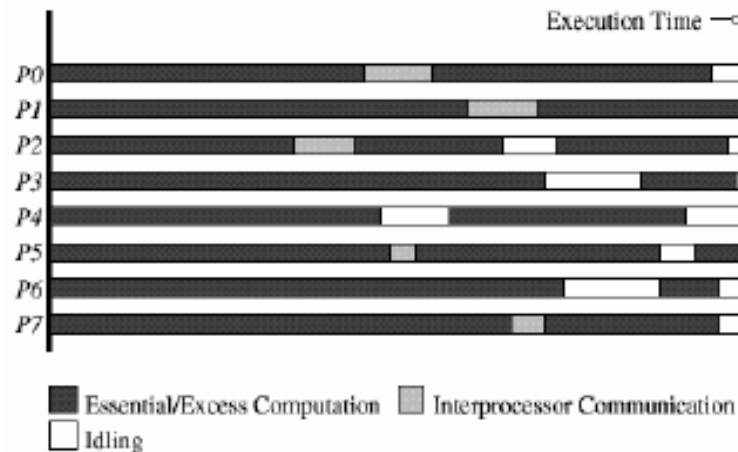 Execution Time
P0
P1
P2
P3
P4
P5
P6
P7
Essential/Excess Computation
Interprocessor Communication
Idling